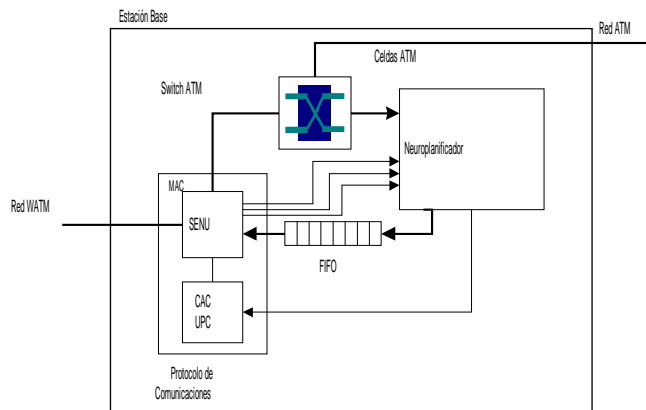 Estación Base
Red ATM
Celdas ATM
Switch ATM
Neuroplanificador
MAC
Red WATM
SENU
FIFO
CAC
UPC
Protocolo de
Comunicaciones